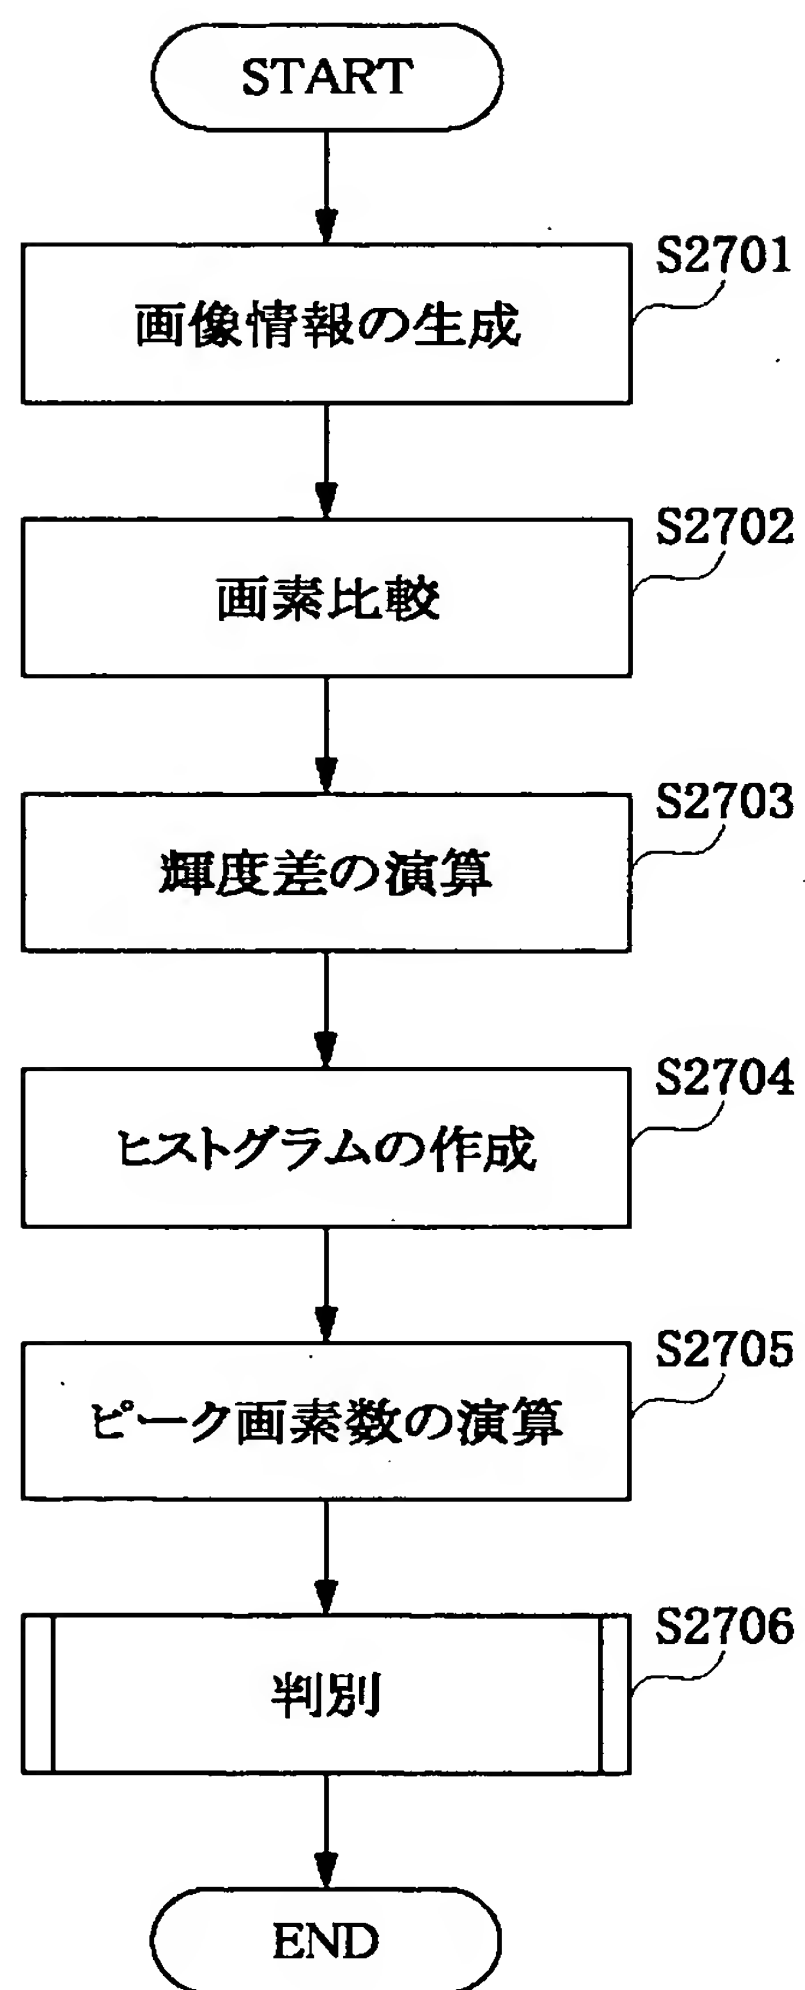 START
S2701
画像情報の生成
S2702
画素比較
S2703
輝度差の演算
S2704
ヒストグラムの作成
S2705
ピーク画素数の演算
S2706
判別
END